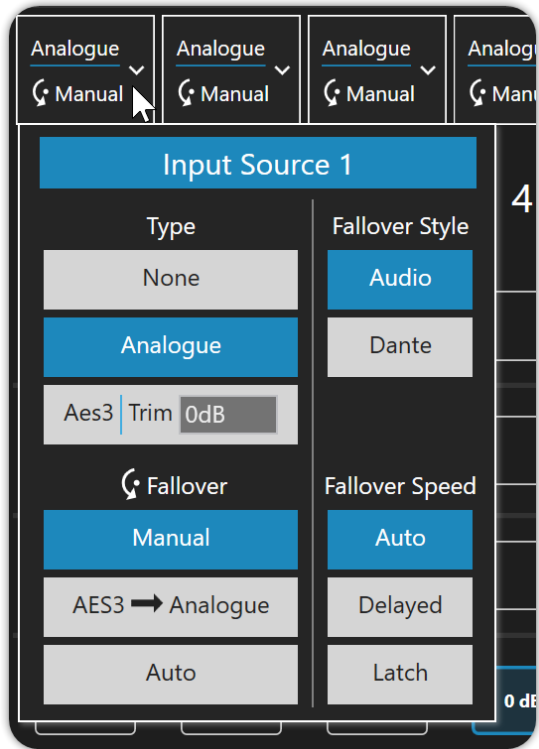 Analogue Analogue Analogue
Manual Manual Manual
Input Source 1
4
Type Fallover Style
None Audio
Analogue Dante
Aes3 Trim 0dB
Fallover Fallover Speed
Manual Auto
AES3 Analogue Delayed
Auto Latch